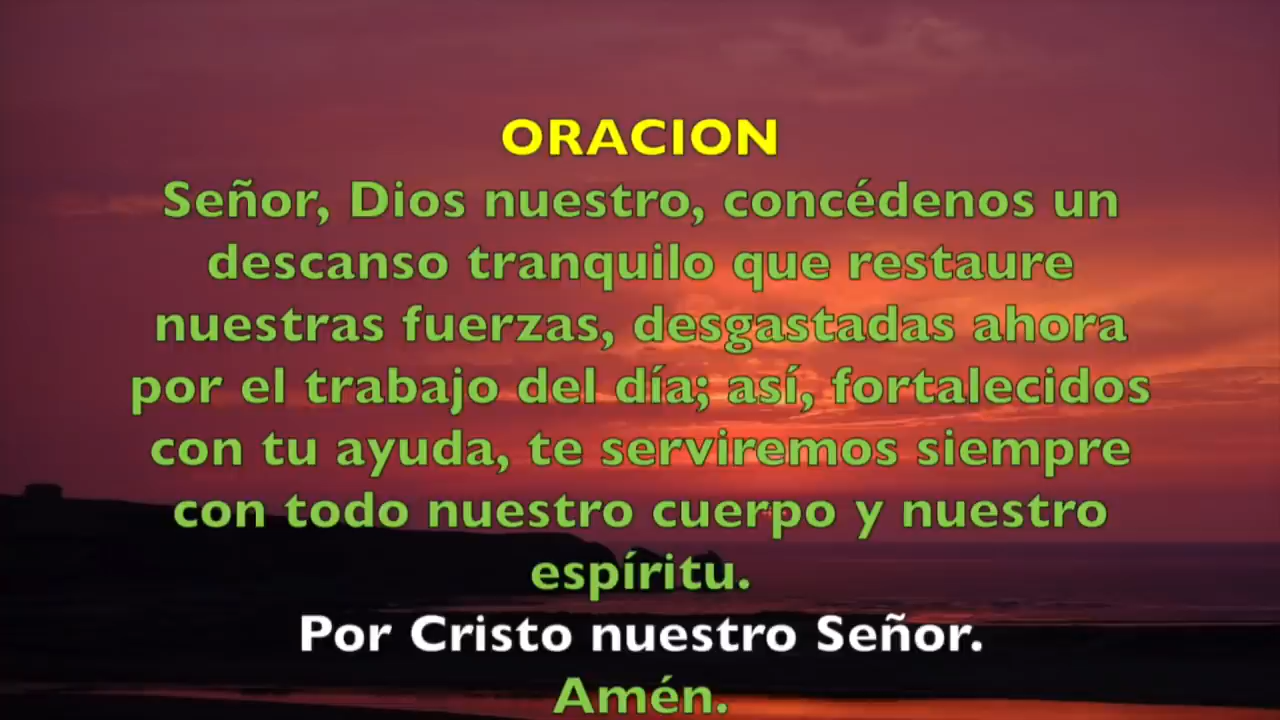 ORACION
Señor, Dios nuestro, concédenos un
descanso tranquilo que restaure
nuestras fuerzas, desgastadas ahora
por el trabajo del día; así, fortalecidos
con tu ayuda, te serviremos siempre
con todo nuestro cuerpo y nuestro
espíritu.
Por Cristo nuestro Señor.
Amén.